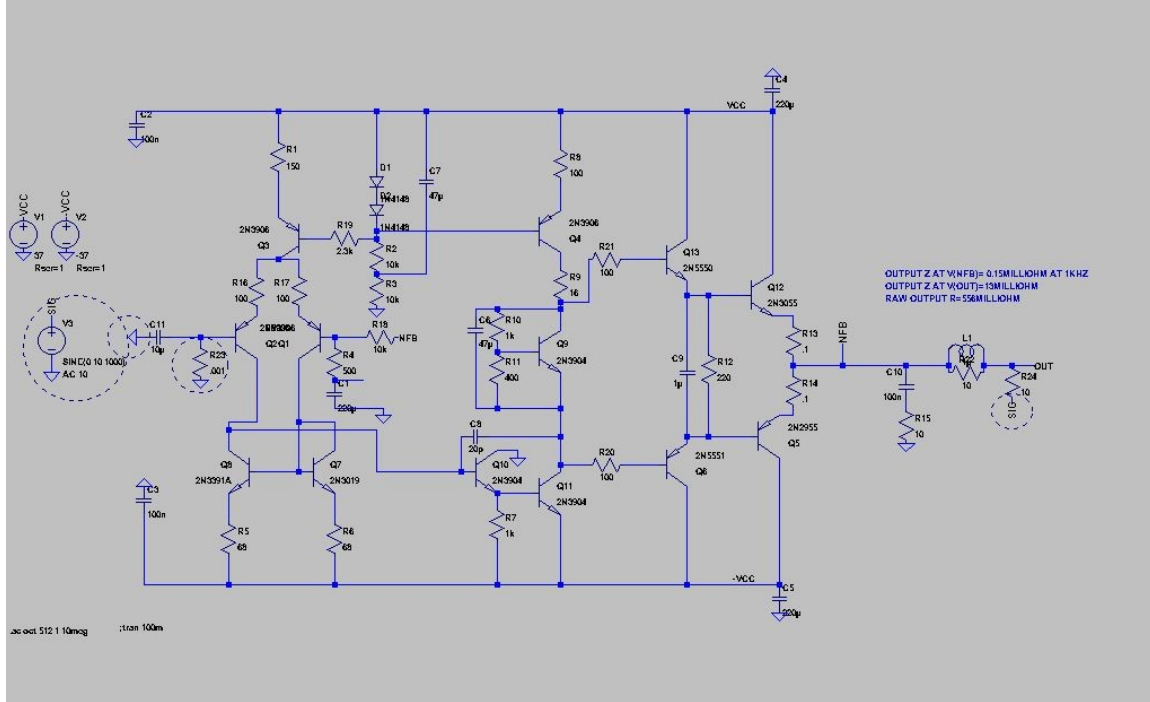 C4
220µ
VCC
C2
100n
R1
150
D1
1N4148
D2
1N4148
C7
47µ
R8
100
VCC
V1
37
Rser=1
-VCC
V2
-37
Rser=1
2N3906
Q3
R19
2.3k
R2
10k
R3
10k
2N3906
Q4
R21
100
Q13
2N5550
R9
16
R16
100
R17
100
OUTPUT Z AT V(NFB)= 0.15MILLIOHM AT 1KHZ
OUTPUT Z AT V(OUT)=13MILLIOHM
RAW OUTPUT R=556MILLIOHM
Q12
2N3055
SIG
V3
SINE(0 10 1000)
AC 10
C11
10µ
R23
.001
2N3906
Q2
Q1
R18
10k
NFB
R4
500
C1
220µ
C6
47µ
R10
1k
R11
400
Q9
2N3904
C9
1µ
R12
220
R13
.1
NFB
R14
.1
C10
100n
R15
10
L1
10
R24
10
OUT
SIG
2N2955
Q5
C8
20p
Q8
2N3391A
Q7
2N3019
Q10
2N3904
Q11
2N3904
R20
100
2N5551
Q6
C3
100n
R5
68
R6
68
R7
1k
-VCC
C5
220µ
.ac oct 512 1 10meg
;tran 100m